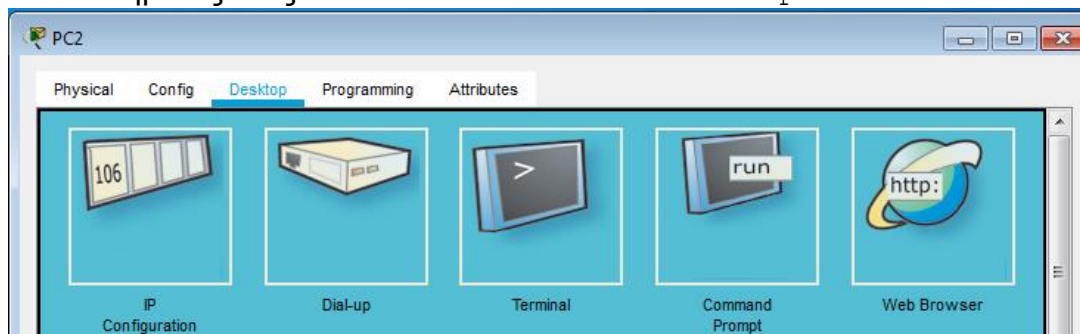 PC2
Physical Config Desktop Programming Attributes
106
>
run
http:
IP
Configuration
Dial-up
Terminal
Command
Prompt
Web Browser